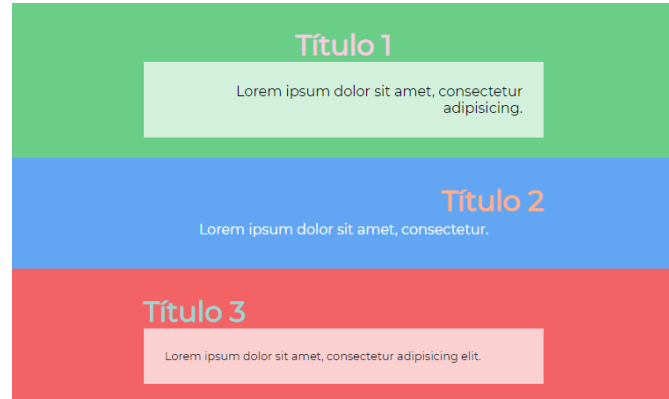 Título 1
Lorem ipsum dolor sit amet, consectetur
adipisicing.
Título 2
Lorem ipsum dolor sit amet, consectetur.
Título 3
Lorem ipsum dolor sit amet, consectetur adipisicing elit.